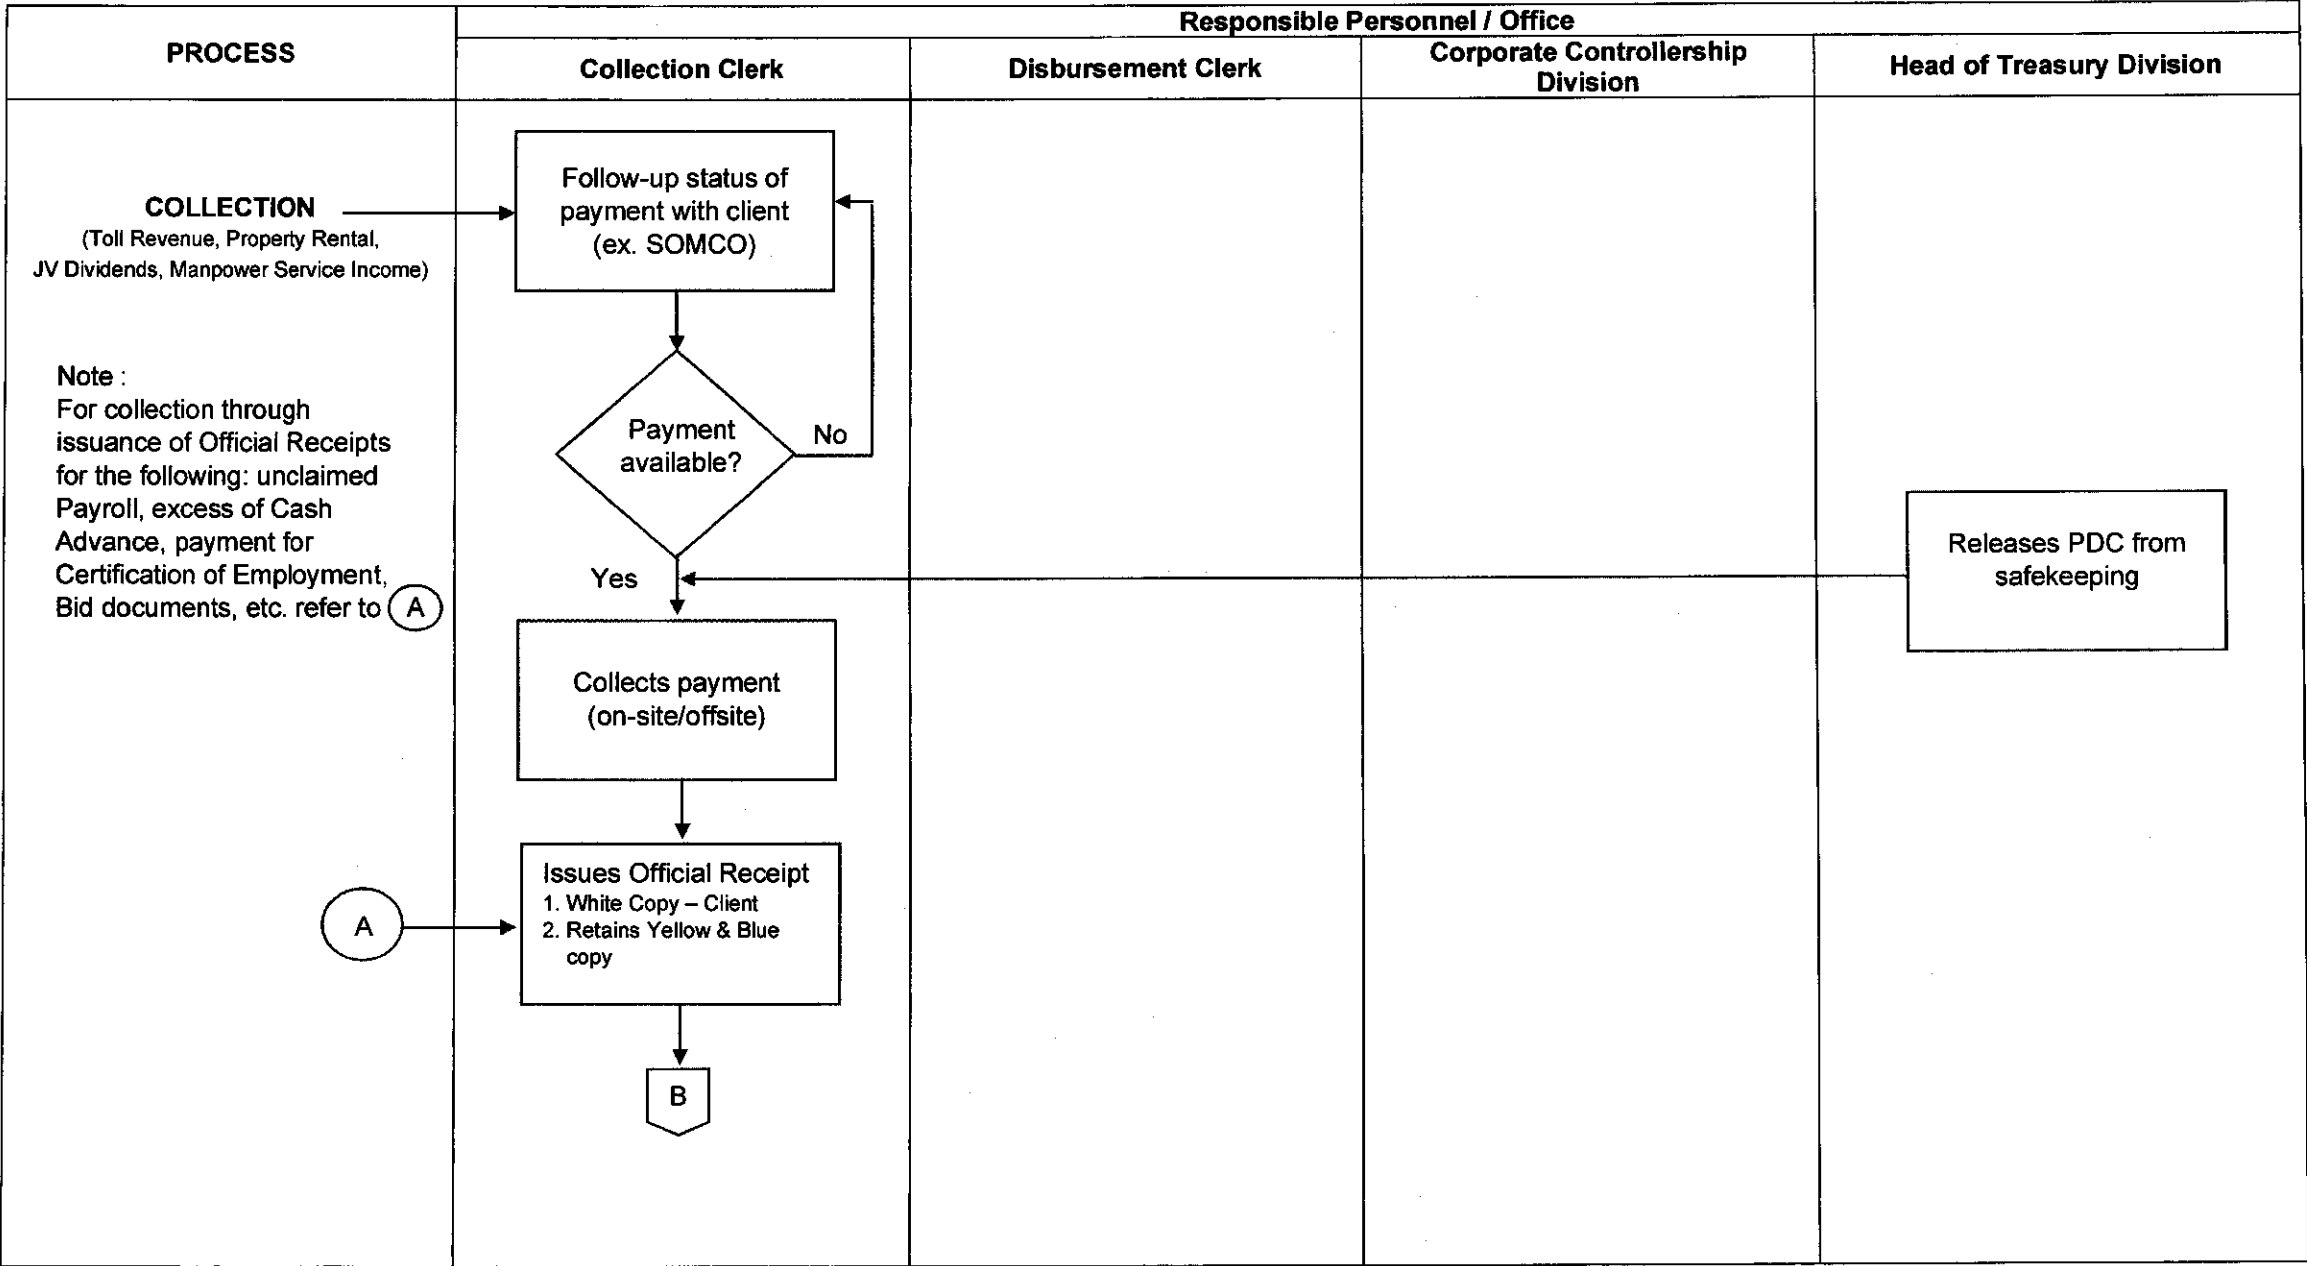 PROCESS
Responsible Personnel / Office
Collection Clerk
Disbursement Clerk
Corporate Controllership
Division
Head of Treasury Division
COLLECTION
(Toll Revenue, Property Rental,
JV Dividends, Manpower Service Income)
Follow-up status of
payment with client
(ex. SOMCO)
Note :
For collection through
issuance of Official Receipts
for the following: unclaimed
Payroll, excess of Cash
Advance, payment for
Certification of Employment,
Bid documents, etc. refer to A
Payment
available?
No
Yes
Releases PDC from
safekeeping
Collects payment
(on-site/offsite)
A
Issues Official Receipt
1. White Copy – Client
2. Retains Yellow & Blue
copy
B